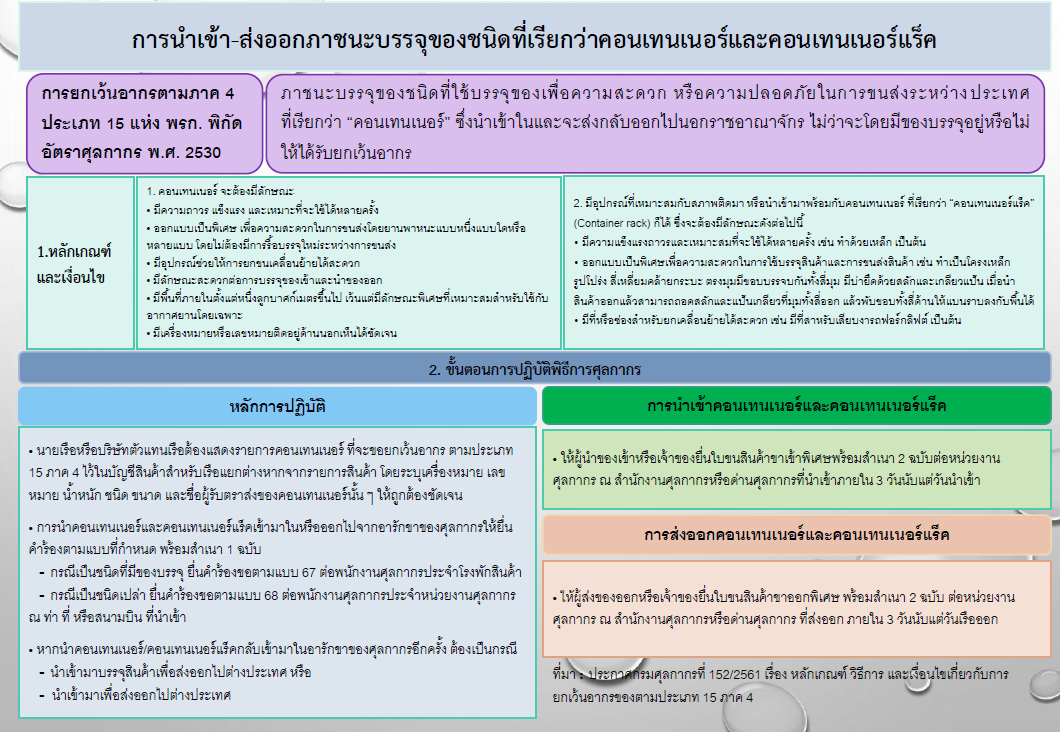 การนำเข้า-ส่งออกภาชนะบรรจุของชนิดที่เรียกว่าคอนเทนเนอร์และคอนเทนเนอร์แร็ค
การยกเว้นอากรตามภาค 4
ประเภท 15 แห่ง พรก. พิกัด
อัตราศุลกากร พ.ศ. 2530
ภาชนะบรรจุของชนิดที่ใช้บรรจุของเพื่อความสะดวก หรือความปลอดภัยในการขนส่งระหว่างประเทศ
ที่เรียกว่า “คอนเทนเนอร์” ซึ่งนำเข้าในและจะส่งกลับออกไปนอกราชอาณาจักร ไม่ว่าจะโดยมีของบรรจุอยู่หรือไม่
ให้ได้รับยกเว้นอากร
1.หลักเกณฑ์
และเงื่อนไข
1. คอนเทนเนอร์ จะต้องมีลักษณะ
• มีความถาวร แข็งแรง และเหมาะที่จะใช้ได้หลายครั้ง
• ออกแบบเป็นพิเศษ เพื่อความสะดวกในการขนส่งโดยยานพาหนะแบบหนึ่งแบบใดหรือ
หลายแบบ โดยไม่ต้องมีการรื้อบรรจุใหม่ระหว่างการขนส่ง
• มีอุปกรณ์ช่วยให้การยกขนเคลื่อนย้ายได้สะดวก
• มีลักษณะสะดวกต่อการบรรจุของเข้าและนำของออก
• มีพื้นที่ภายในตั้งแต่หนึ่งลูกบาศก์เมตรขึ้นไป เว้นแต่มีลักษณะพิเศษที่เหมาะสมสำหรับใช้กับ
อากาศยานโดยเฉพาะ
• มีเครื่องหมายหรือเลขหมายติดอยู่ด้านนอกเห็นได้ชัดเจน
2. มีอุปกรณ์ที่เหมาะสมกับสภาพติดมา หรือนำเข้ามาพร้อมกับคอนเทนเนอร์ ที่เรียกว่า “คอนเทนเนอร์แร็ค”
(Container rack) ก็ได้ ซึ่งจะต้องมีลักษณะดังต่อไปนี้
• มีความแข็งแรงถาวรและเหมาะสมที่จะใช้ได้หลายครั้ง เช่น ทำด้วยเหล็ก เป็นต้น
• ออกแบบเป็นพิเศษเพื่อความสะดวกในการใช้บรรจุสินค้าและการขนส่งสินค้า เช่น ทำเป็นโครงเหล็ก
รูปโปร่ง สี่เหลี่ยมคล้ายกระบะ ตรงมุมมีขอบบรรจบกันทั้งสี่มุม มีบ่ายึดด้วยสลักและเกลียวแป้น เมื่อนำ
สินค้าออกแล้วสามารถถอดสลักและแป้นเกลียวที่มุมทั้งสี่ออก แล้วพับขอบทั้งสี่ด้านให้แบนราบลงกับพื้นได้
• มีที่หรือช่องสำหรับยกเคลื่อนย้ายได้สะดวก เช่น มีที่สาหรับเสียบงารถฟอร์กลิฟต์ เป็นต้น
2. ขั้นตอนการปฏิบัติพิธีการศุลกากร
หลักการปฏิบัติ
• นายเรือหรือบริษัทตัวแทนเรือต้องแสดงรายการคอนเทนเนอร์ ที่จะขอยกเว้นอากร ตามประเภท
15 ภาค 4 ไว้ในบัญชีสินค้าสำหรับเรือแยกต่างหากจากรายการสินค้า โดยระบุเครื่องหมาย เลข
หมาย น้ำหนัก ชนิด ขนาด และชื่อผู้รับตราส่งของคอนเทนเนอร์นั้น ๆ ให้ถูกต้องชัดเจน
• การนำคอนเทนเนอร์และคอนเทนเนอร์แร็คเข้ามาในหรือออกไปจากอารักขาของศุลกากรให้ยื่น
คำร้องตามแบบที่กำหนด พร้อมสำเนา 1 ฉบับ
- กรณีเป็นชนิดที่มีของบรรจุ ยื่นคำร้องขอตามแบบ 67 ต่อพนักงานศุลกากรประจำโรงพักสินค้า
- กรณีเป็นชนิดเปล่า ยื่นคำร้องขอตามแบบ 68 ต่อพนักงานศุลกากรประจำหน่วยงานศุลกากร
ณ ท่า ที่ หรือสนามบิน ที่นำเข้า
• หากนำคอนเทนเนอร์/คอนเทนเนอร์แร็คกลับเข้ามาในอารักขาของศุลกากรอีกครั้ง ต้องเป็นกรณี
- นำเข้ามาบรรจุสินค้าเพื่อส่งออกไปต่างประเทศ หรือ
- นำเข้ามาเพื่อส่งออกไปต่างประเทศ
การนำเข้าคอนเทนเนอร์และคอนเทนเนอร์แร็ค
• ให้ผู้นำของเข้าหรือเจ้าของยื่นใบขนสินค้าขาเข้าพิเศษพร้อมสำเนา 2 ฉบับต่อหน่วยงาน
ศุลกากร ณ สำนักงานศุลกากรหรือด่านศุลกากรที่นำเข้าภายใน 3 วันนับแต่วันนำเข้า
การส่งออกคอนเทนเนอร์และคอนเทนเนอร์แร็ค
• ให้ผู้ส่งของออกหรือเจ้าของยื่นใบขนสินค้าขาออกพิเศษ พร้อมสำเนา 2 ฉบับ ต่อหน่วยงาน
ศุลกากร ณ สำนักงานศุลกากรหรือด่านศุลกากร ที่ส่งออก ภายใน 3 วันนับแต่วันเรือออก
ที่มา : ประกาศกรมศุลกากรที่ 152/2561 เรื่อง หลักเกณฑ์ วิธีการ และเงื่อนไขเกี่ยวกับการ
ยกเว้นอากรของตามประเภท 15 ภาค 4